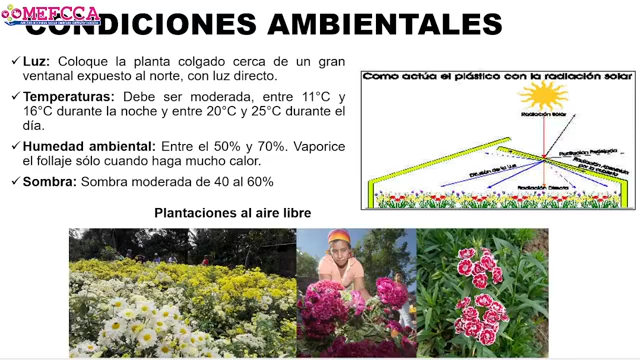 MEFCCA
CONDICIONES AMBIENTALES
✓Luz: Coloque la planta colgado cerca de un gran
ventanal expuesto al norte, con luz directo.
✓Temperaturas: Debe ser moderada, entre 11°C y
16°C durante la noche y entre 20°C y 25°C durante el
día.
✓Humedad ambiental: Entre el 50% y 70%. Vaporice
el follaje sólo cuando haga mucho calor.
✓Sombra: Sombra moderada de 40 al 60%
Como actúa el plástico con la radiación solar
Radiación Solar
Radiación Absorbida
por la cubierta
Difusión de la Luz
Radiación Directa
Plantaciones al aire libre